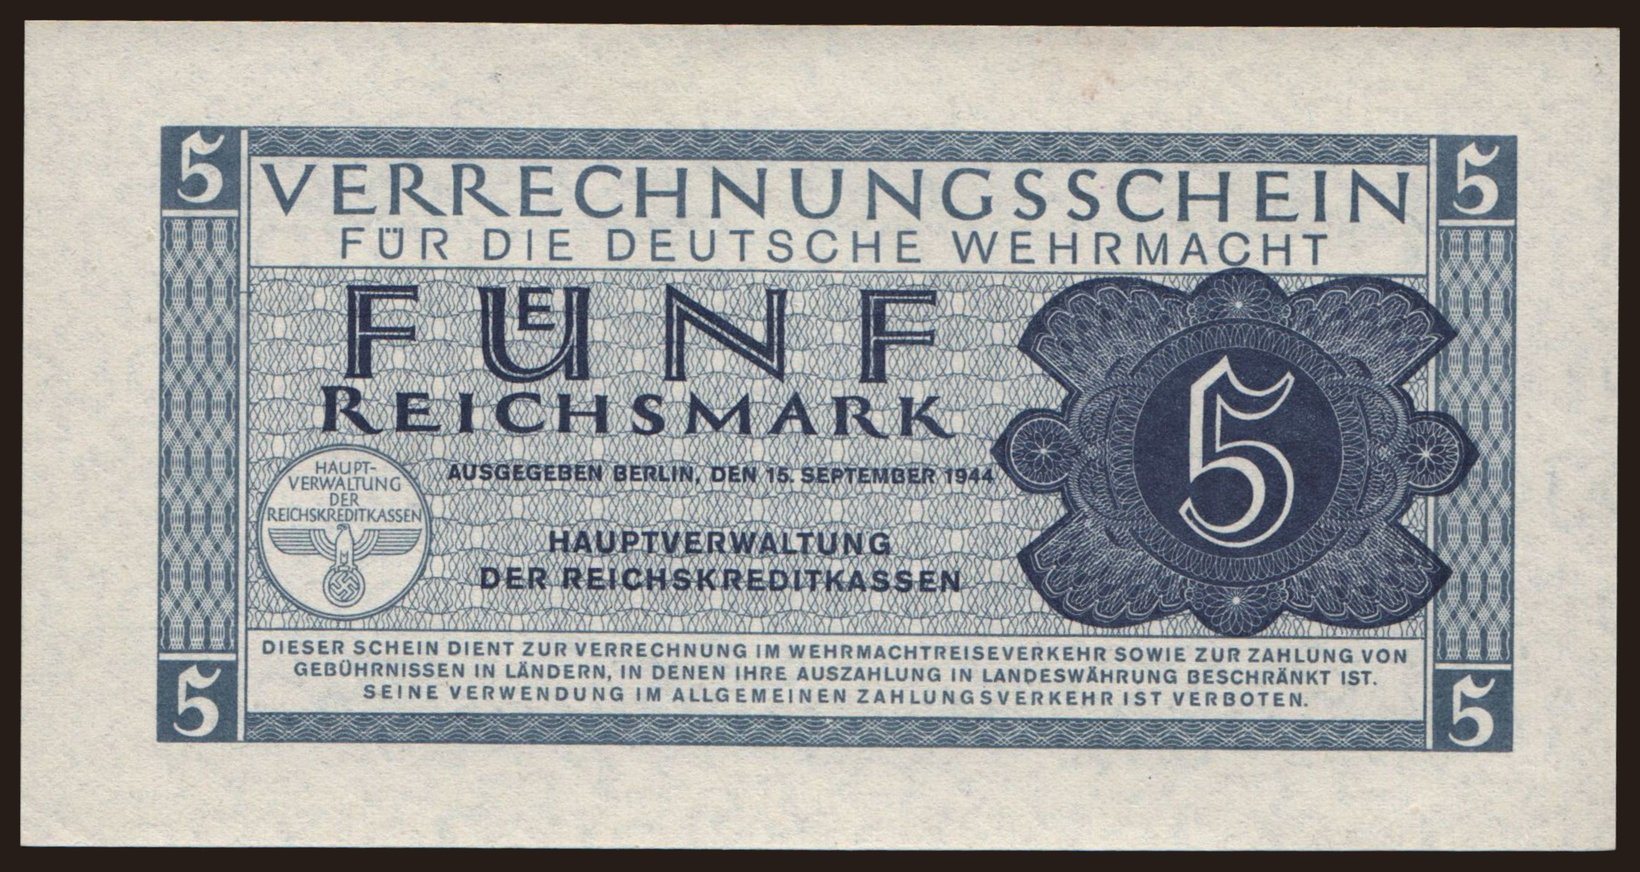 5 5
VERRECHNUNGSSCHEIN
FÜR DIE DEUTSCHE WEHRMACHT
FUENF
REICHSMARK
5
AUSGEGEBEN BERLIN, DEN 15. SEPTEMBER 1944
HAUPT-
VERWALTUNG
DER
REICHSKREDITKASSEN
HAUPTVERWALTUNG
DER REICHSKREDITKASSEN
DIESER SCHEIN DIENT ZUR VERRECHNUNG IM WEHRMACHTREISEVERKEHR SOWIE ZUR ZAHLUNG VON
GEBÜHRNISSEN IN LÄNDERN, IN DENEN IHRE AUSZAHLUNG IN LANDESWÄHRUNG BESCHRÄNKT IST.
SEINE VERWENDUNG IM ALLGEMEINEN ZAHLUNGSVERKEHR IST VERBOTEN.
5 5